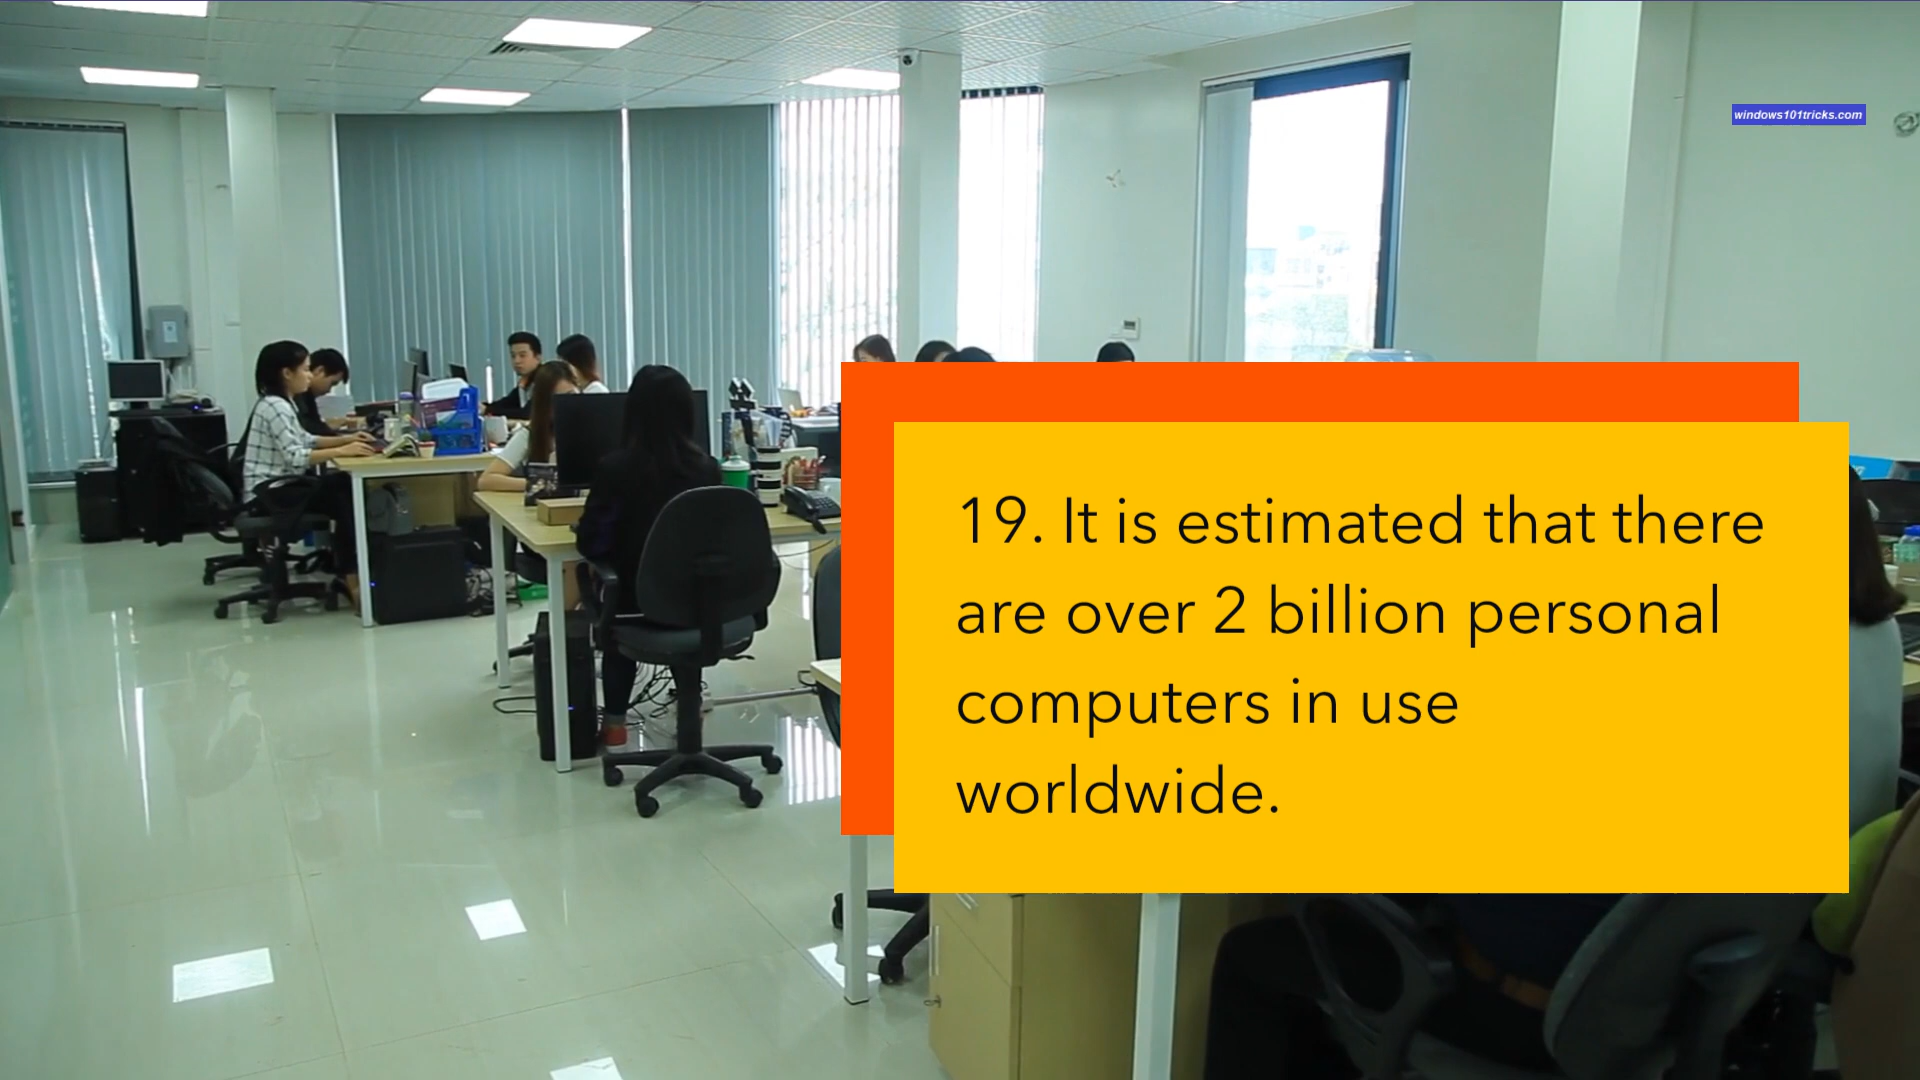 windows101tricks.com
19. It is estimated that there
are over 2 billion personal
computers in use
worldwide.